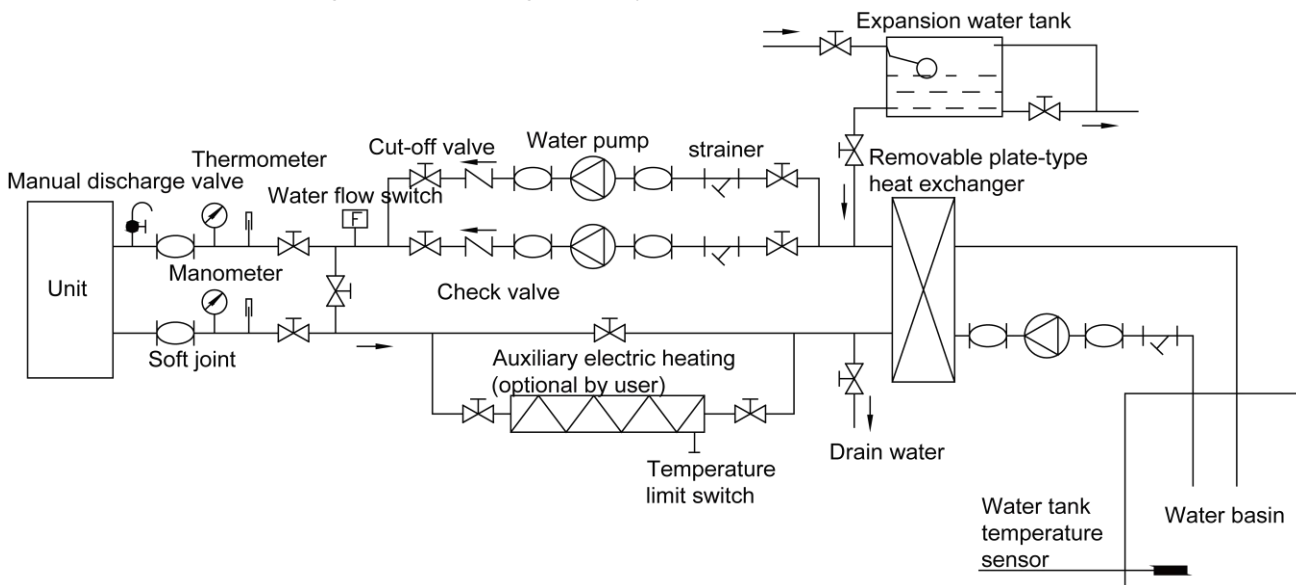 Expansion water tank
Cut-off valve
Water pump
strainer
Thermometer
Removable plate-type
heat exchanger
Manual discharge valve
Water flow switch
F
Unit
Manometer
Check valve
Soft joint
Auxiliary electric heating
(optional by user)
Drain water
Temperature
limit switch
Water tank
temperature
sensor
Water basin